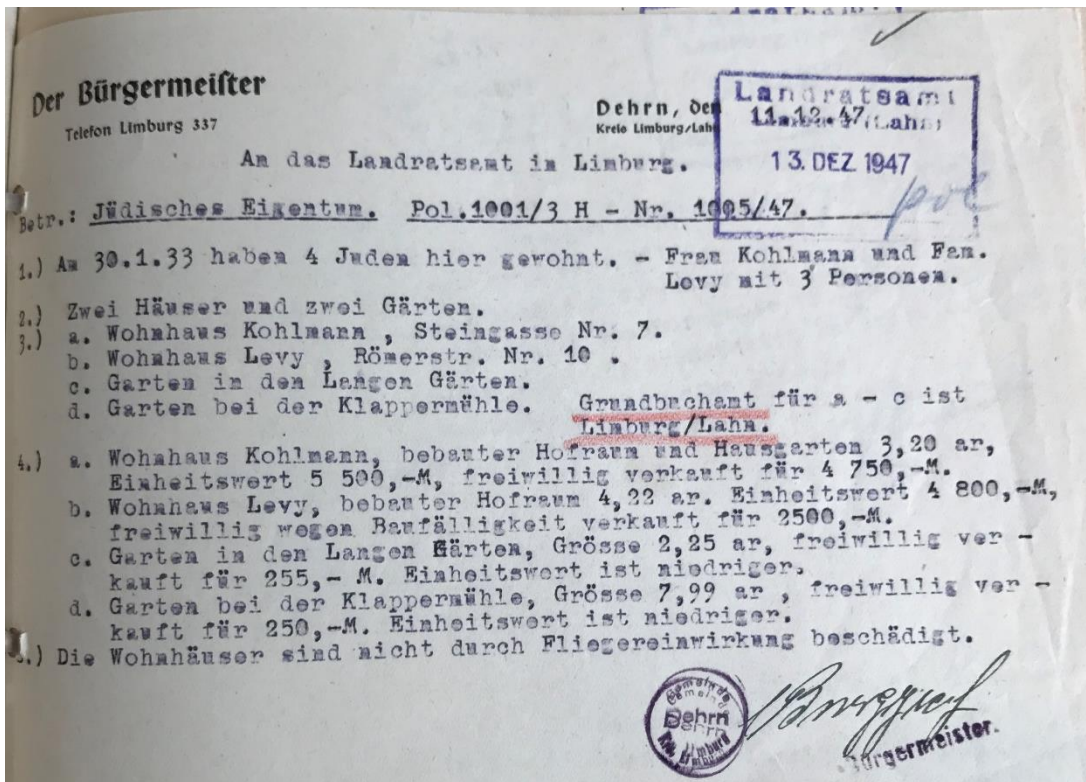 Der Bürgermeister
Telefon Limburg 337
Dehrn, den 11.12.47.
Kreis Limburg/Lahn
Landratsamt
Limburg (Lahn)
13. DEZ. 1947
pol
An das Landratsamt in Limburg.
Betr.: Jüdisches Eigentum. Pol.1001/3 H - Nr. 1005/47.
1.) Am 30.1.33 haben 4 Juden hier gewohnt. - Frau Kohlmann und Fam.
Levy mit 3 Personen.
2.) Zwei Häuser und zwei Gärten.
3.) a. Wohnhaus Kohlmann , Steingasse Nr. 7.
b. Wohnhaus Levy , Römerstr. Nr. 10 .
c. Garten in den Langen Gärten.
d. Garten bei der Klappermühle. Grundbuchamt für a - c ist
Limburg/Lahn.
4.) a. Wohnhaus Kohlmann, bebauter Hofraum und Hausgarten 3,20 ar,
Einheitswert 5 500,-M, freiwillig verkauft für 4 750,-M.
b. Wohnhaus Levy, bebauter Hofraum 4,22 ar. Einheitswert 4 800,-M,
freiwillig wegen Baufälligkeit verkauft für 2500,-M.
c. Garten in den Langen Gärten, Grösse 2,25 ar, freiwillig ver -
kauft für 255,- M. Einheitswert ist niedriger.
d. Garten bei der Klappermühle, Grösse 7,99 ar , freiwillig ver -
kauft für 250,-M. Einheitswert ist niedriger.
5.) Die Wohnhäuser sind nicht durch Fliegereinwirkung beschädigt.
Gemeinde
Dehrn
Krs. Limburg
Bürgermeister.